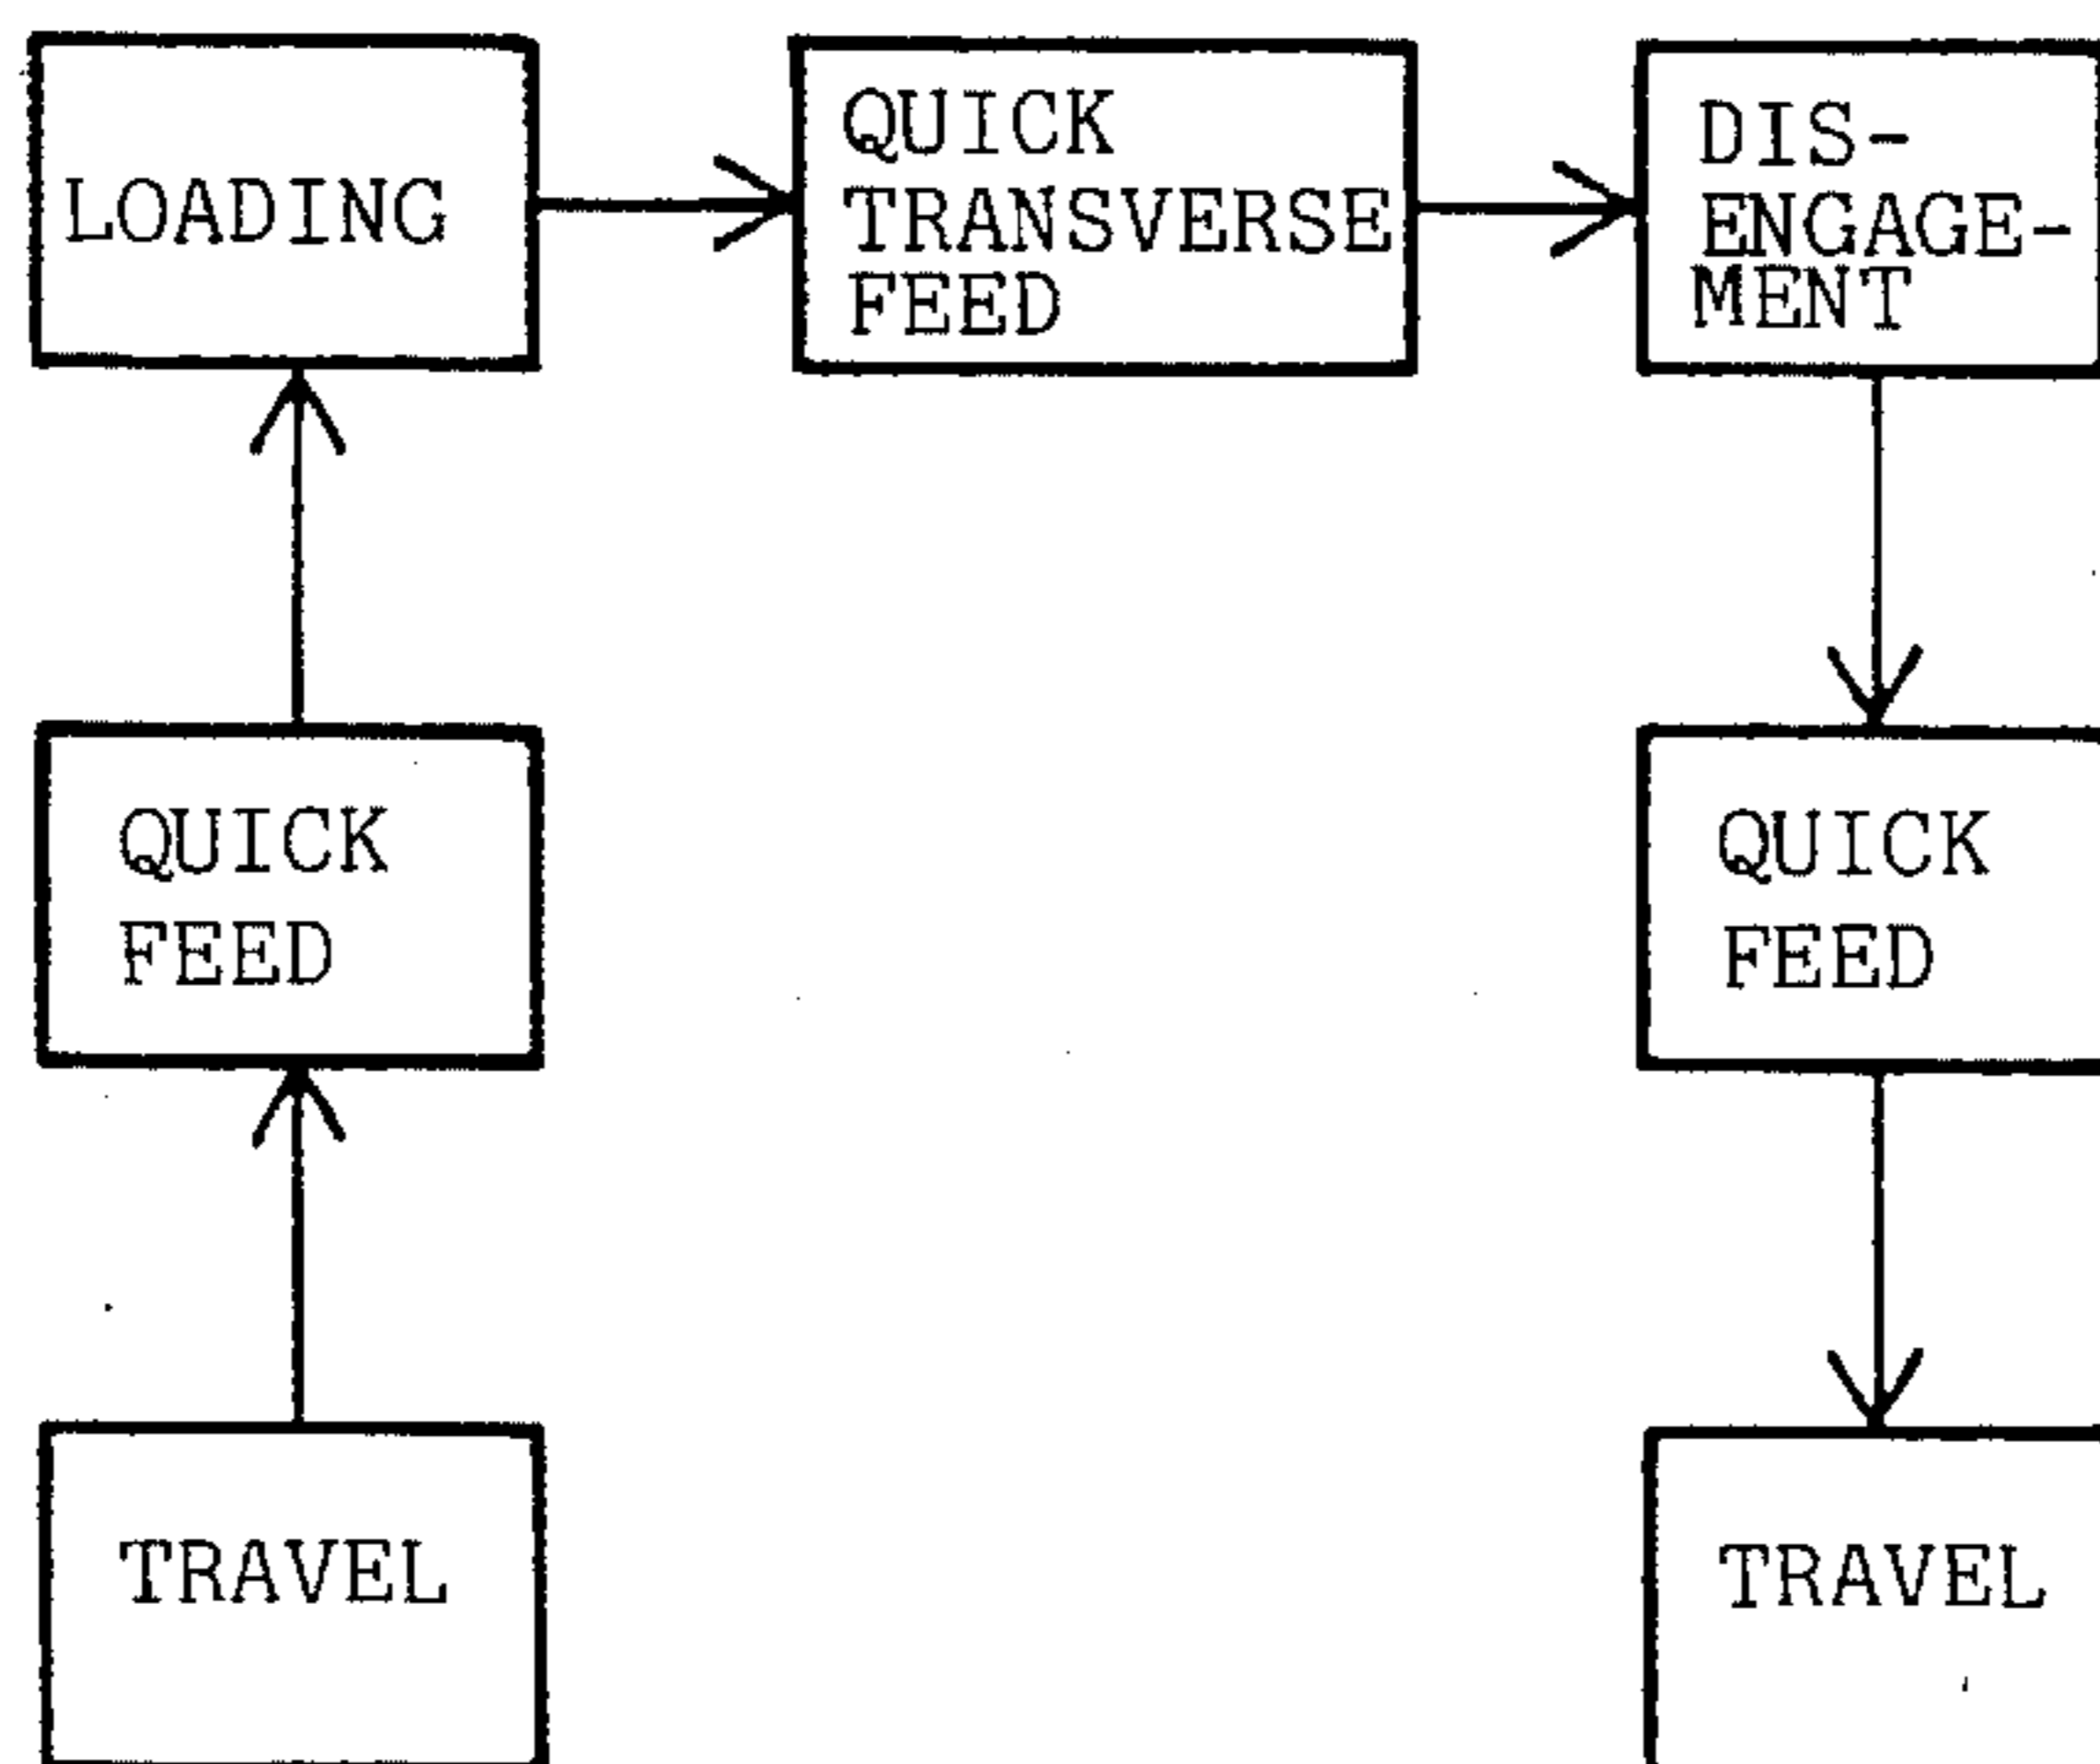 LOADING
QUICK
TRANSVERSE
FEED
DIS-
ENGAGE-
MENT
QUICK
FEED
QUICK
FEED
TRAVEL
TRAVEL